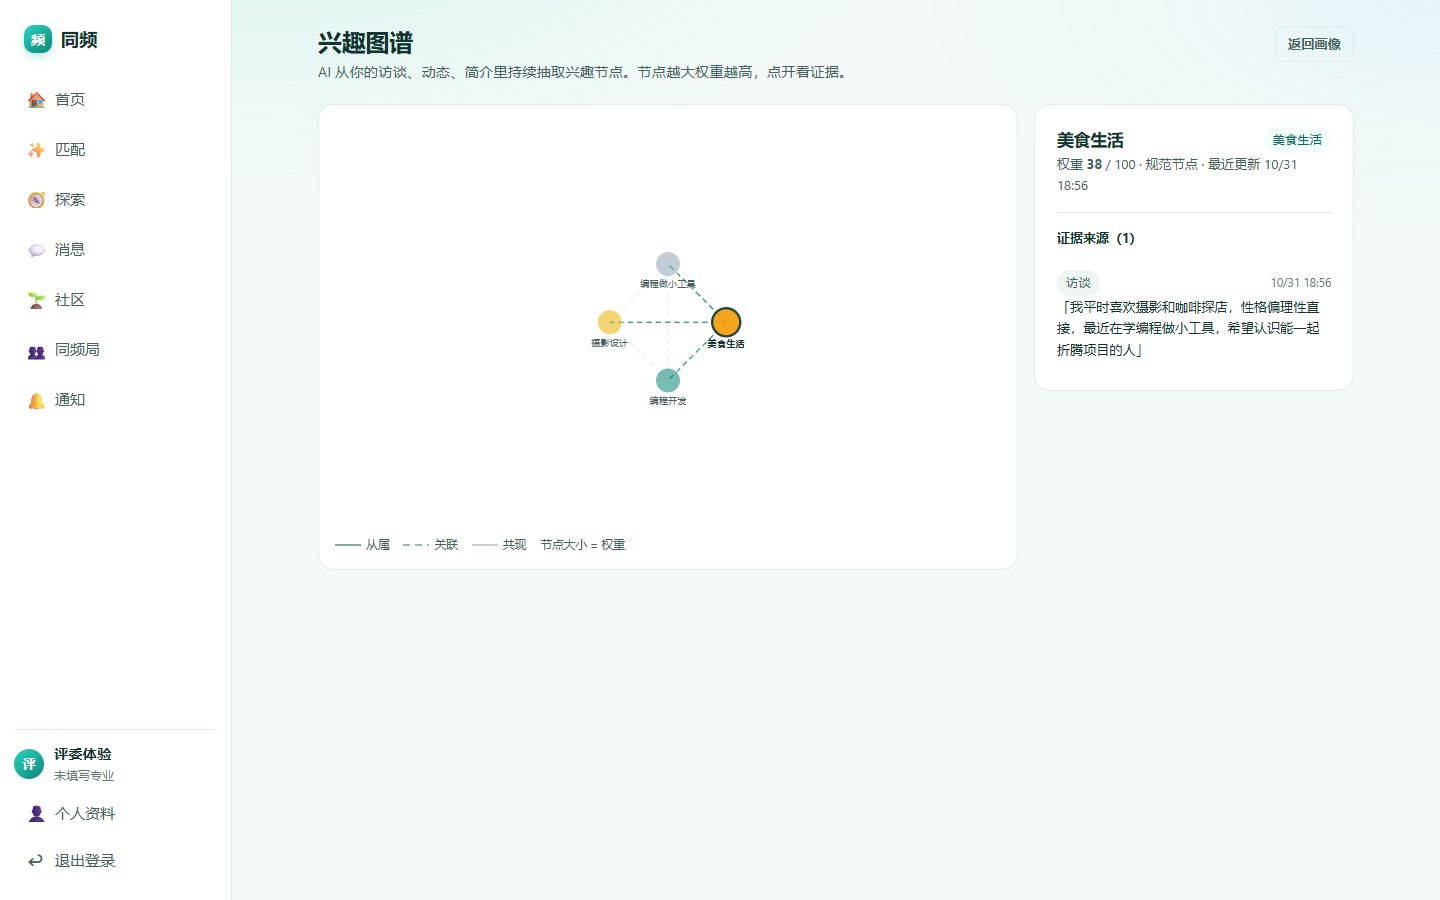 频 同频
首页
匹配
探索
消息
社区
同频局
通知
评 评委体验
未填写专业
个人资料
退出登录
兴趣图谱
AI 从你的访谈、动态、简介里持续抽取兴趣节点。节点越大权重越高，点开看证据。
返回画像
编程做小工具
摄影设计
美食生活
编程开发
从属 关联 共现 节点大小 = 权重
美食生活 美食生活
权重 38 / 100 · 规范节点 · 最近更新 10/31
18:56
证据来源（1）
访谈 10/31 18:56
「我平时喜欢摄影和咖啡探店，性格偏理性直
接，最近在学编程做小工具，希望认识能一起
折腾项目的人」